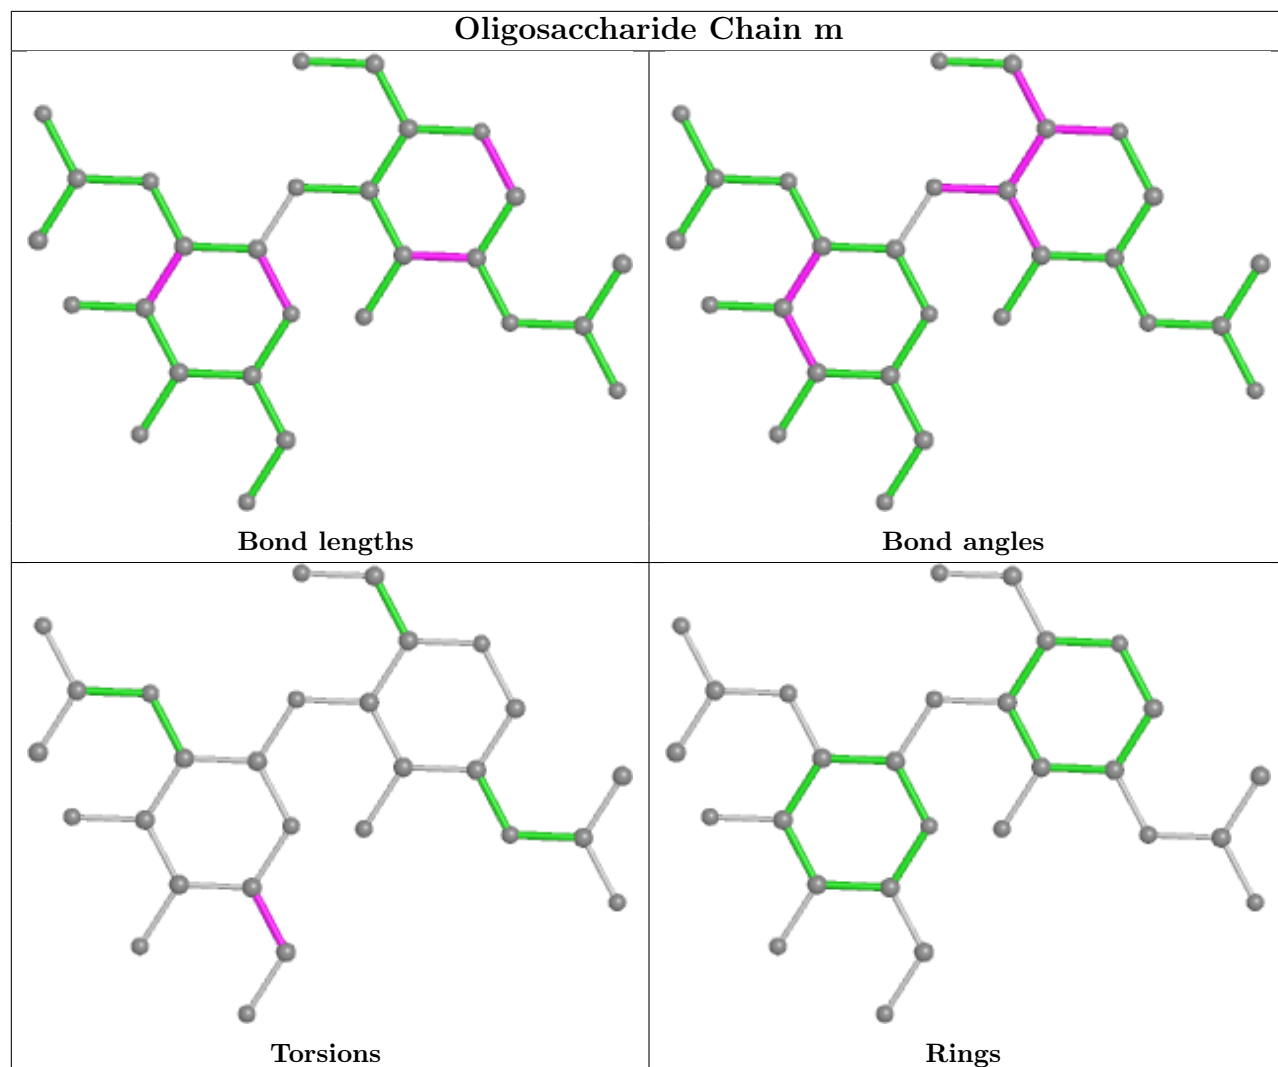 Oligosaccharide Chain m
Bond lengths
Bond angles
Torsions
Rings